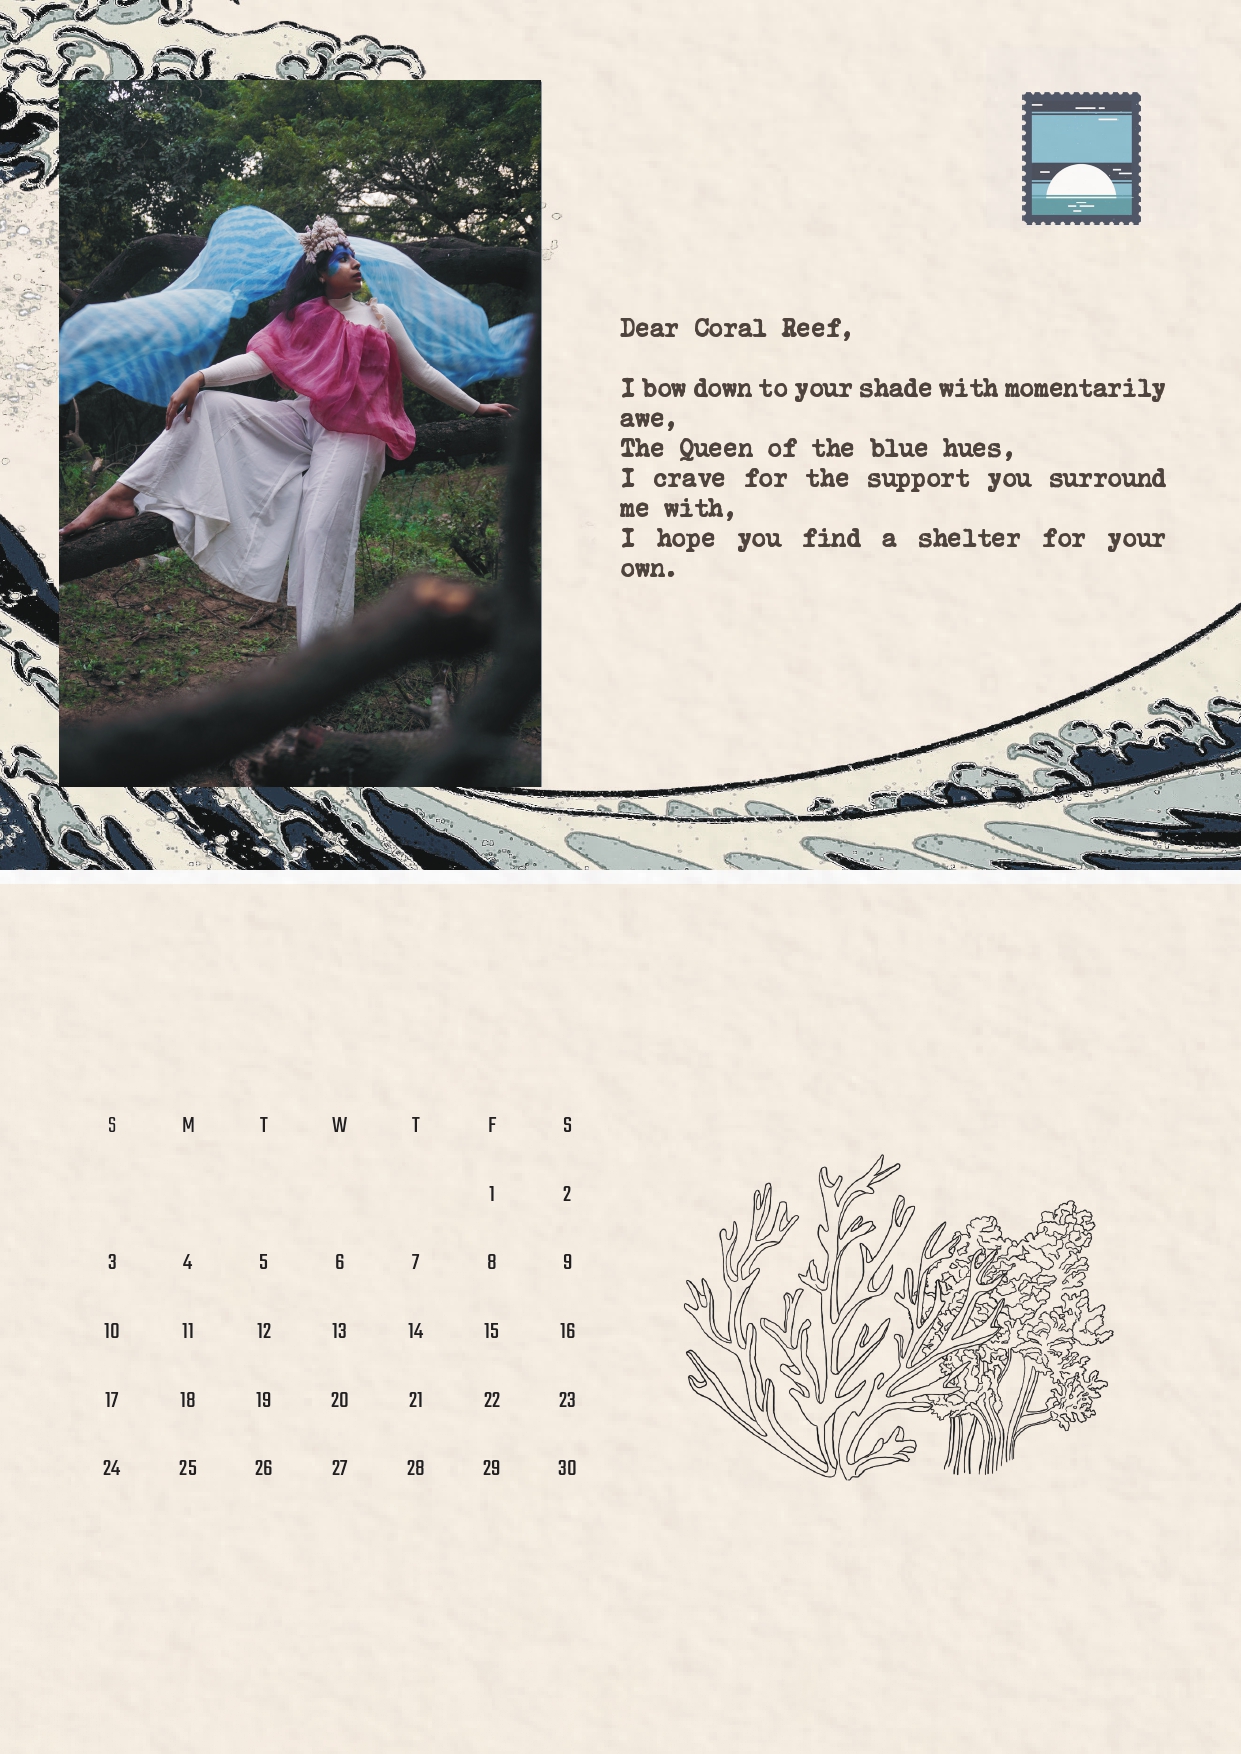 Dear Coral Reef,
I bow down to your shade with momentarily
awe,
The Queen of the blue hues,
I crave for the support you surround
me with,
I hope you find a shelter for your
own.
S M T W T F S
1 2
3 4 5 6 7 8 9
10 11 12 13 14 15 16
17 18 19 20 21 22 23
24 25 26 27 28 29 30